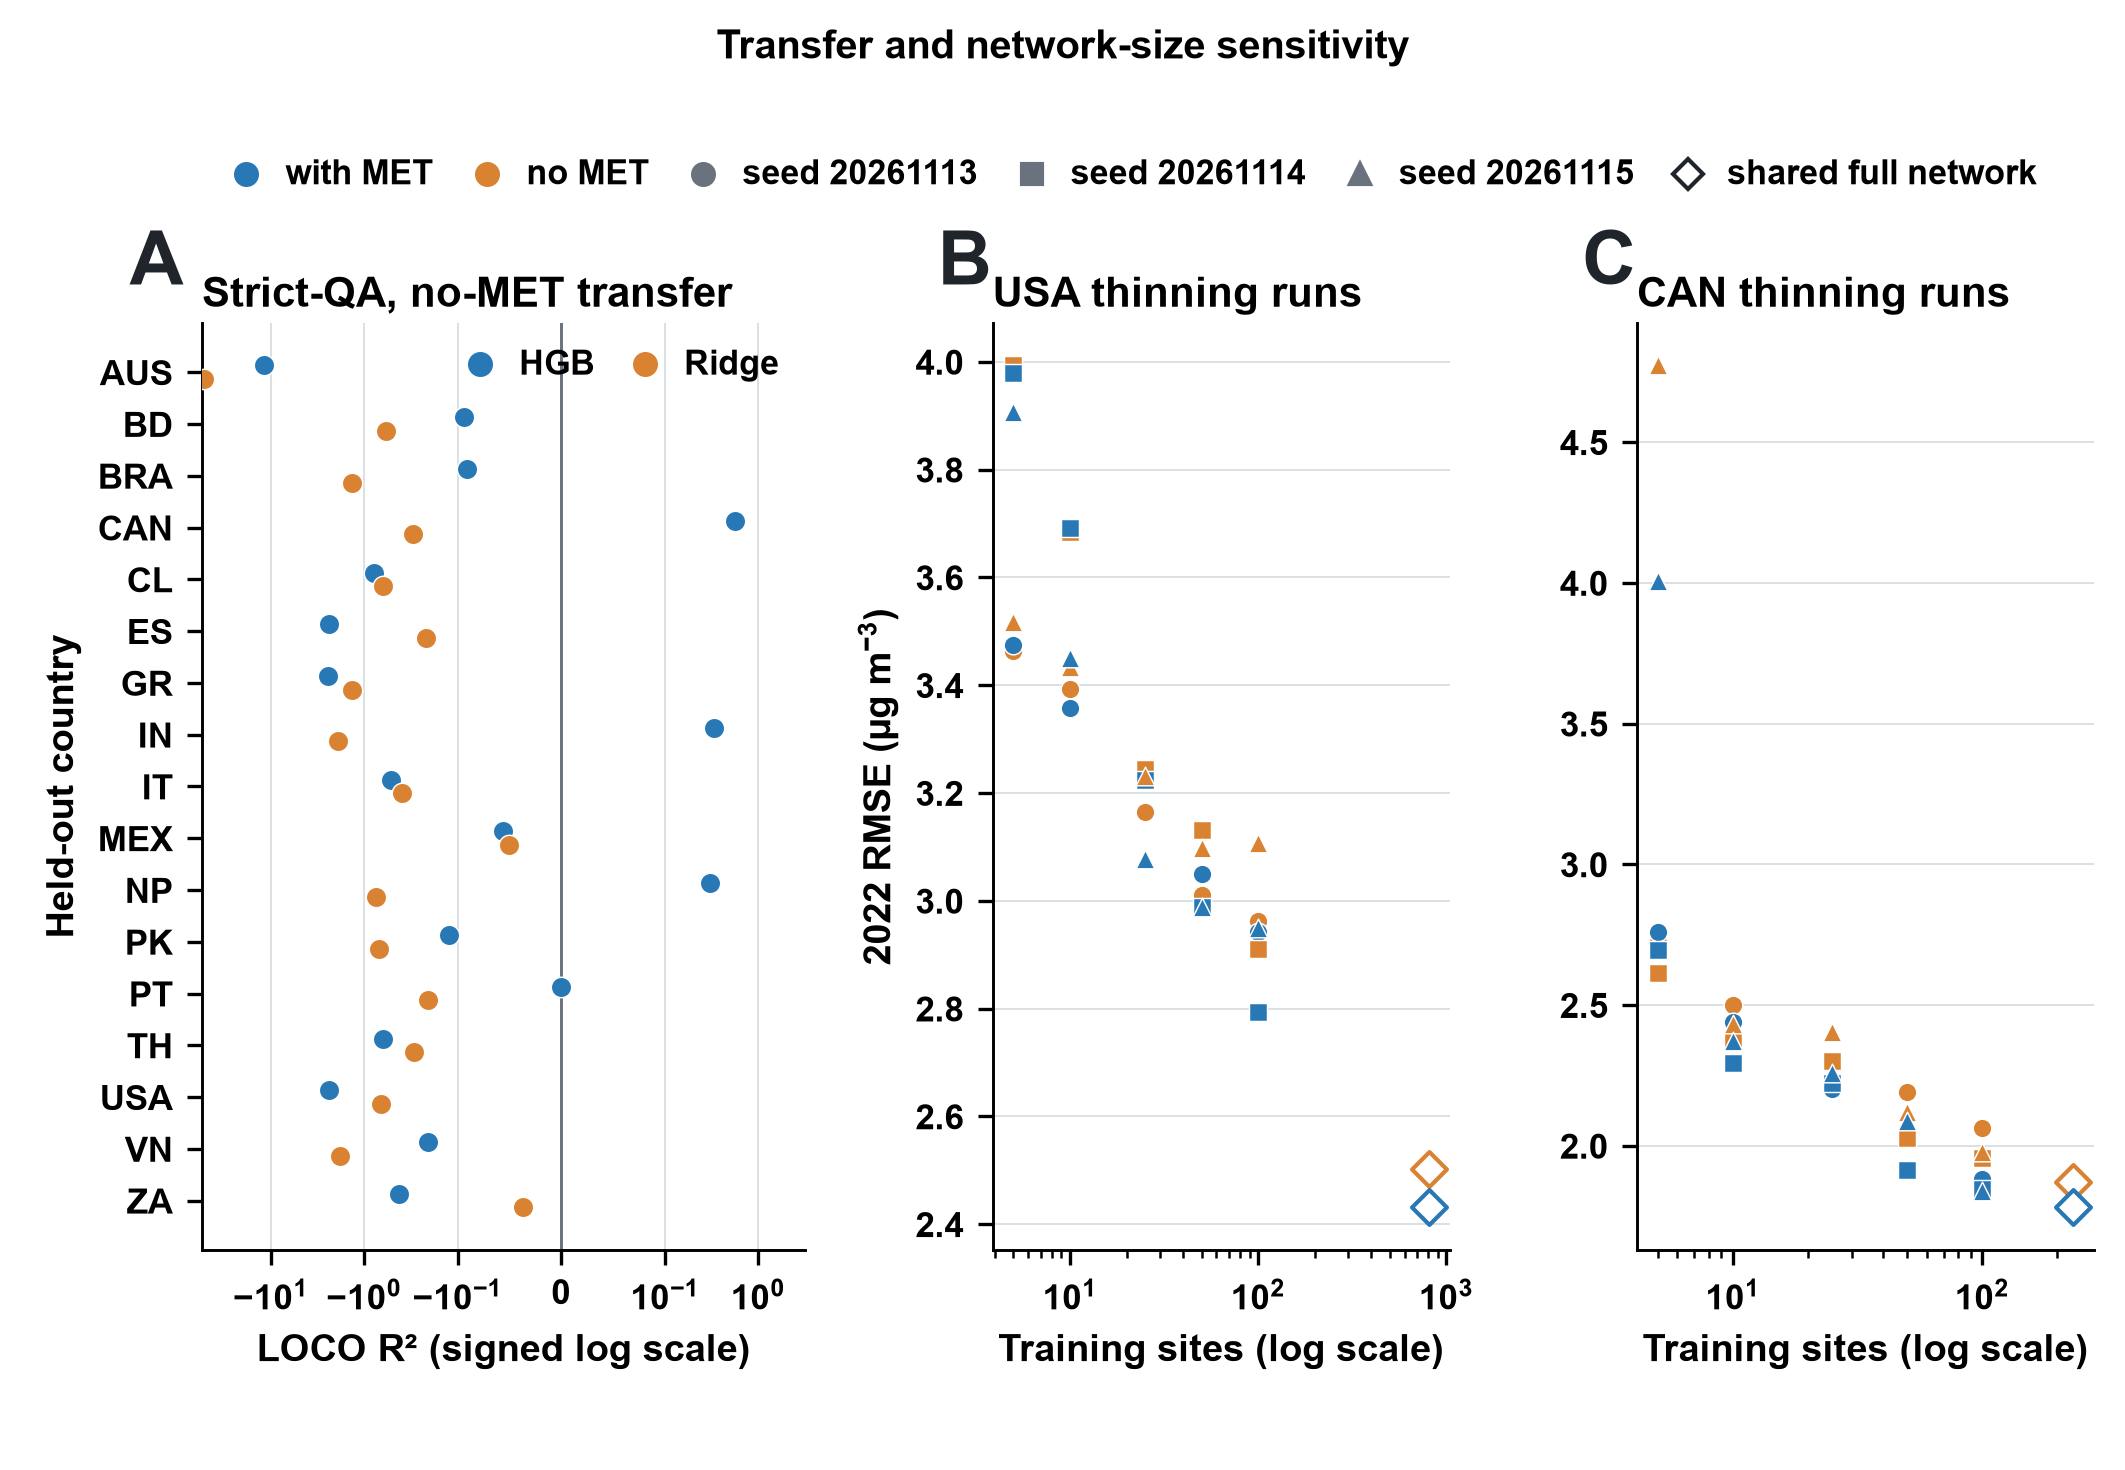 Transfer and network-size sensitivity
with MET no MET seed 20261113 seed 20261114 seed 20261115 shared full network
A
Strict-QA, no-MET transfer
HGB Ridge
Held-out country
AUS
BD
BRA
CAN
CL
ES
GR
IN
IT
MEX
NP
PK
PT
TH
USA
VN
ZA
−10¹ −10⁰ −10⁻¹ 0 10⁻¹ 10⁰
LOCO R² (signed log scale)
B
USA thinning runs
2022 RMSE (µg m⁻³)
4.0
3.8
3.6
3.4
3.2
3.0
2.8
2.6
2.4
10¹ 10² 10³
Training sites (log scale)
C
CAN thinning runs
4.5
4.0
3.5
3.0
2.5
2.0
10¹ 10²
Training sites (log scale)